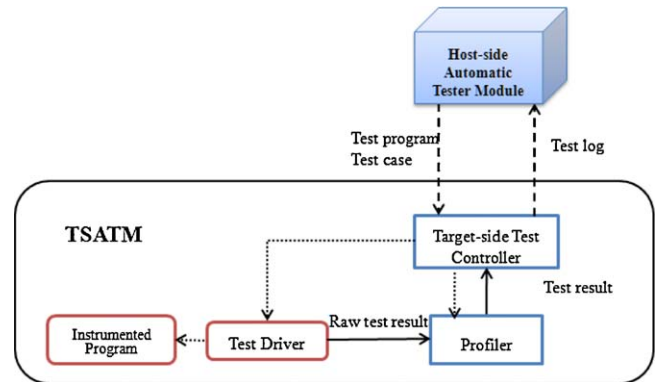 Host-side
Automatic
Tester Module
Test program
Test case
Test log
TSATM
Target-side Test
Controller
Test result
Raw test result
Instrumented
Program
Test Driver
Profiler